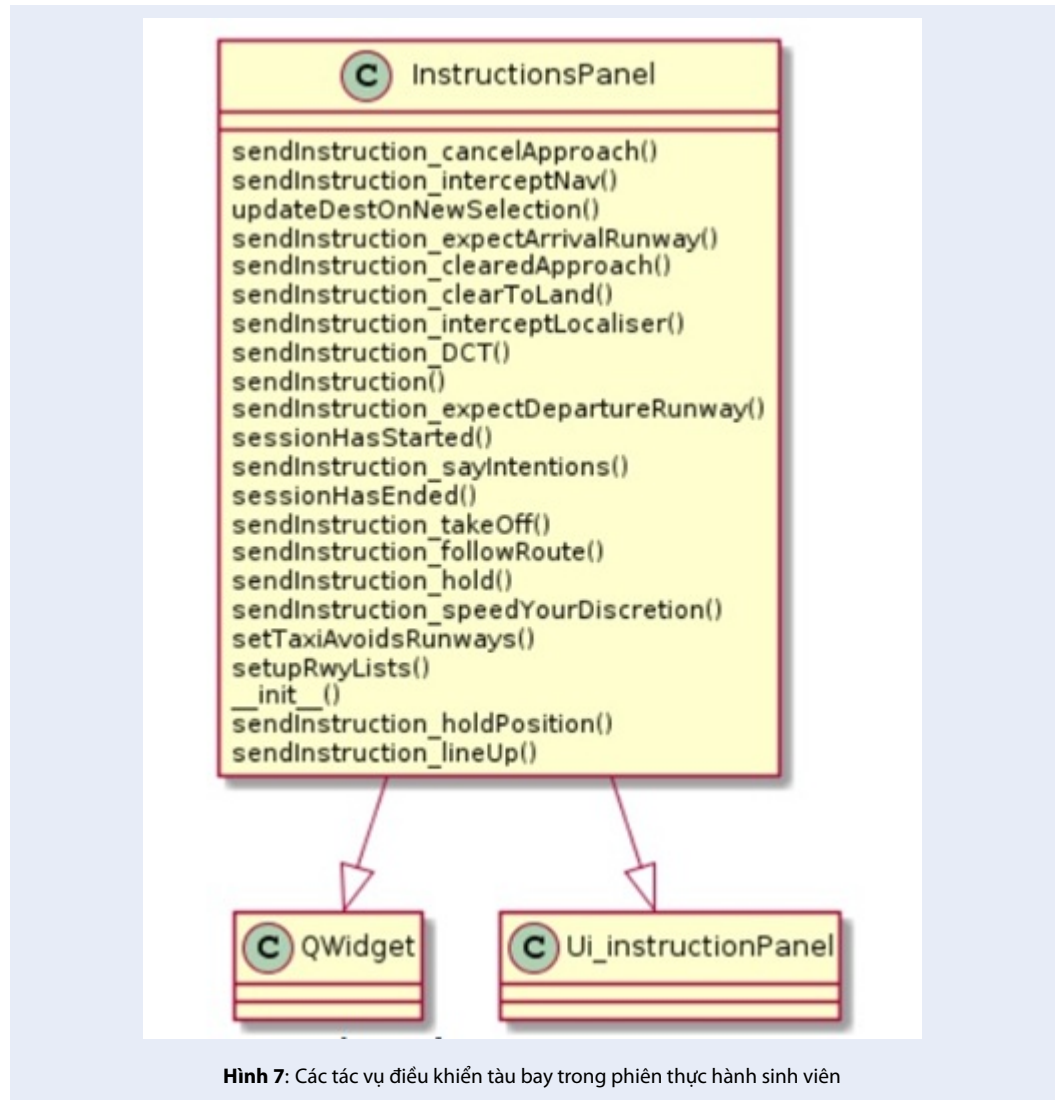 C InstructionsPanel
sendInstruction_cancelApproach()
sendInstruction_interceptNav()
updateDestOnNewSelection()
sendInstruction_expectArrivalRunway()
sendInstruction_clearedApproach()
sendInstruction_clearToLand()
sendInstruction_interceptLocaliser()
sendInstruction_DCT()
sendInstruction()
sendInstruction_expectDepartureRunway()
sessionHasStarted()
sendInstruction_sayIntentions()
sessionHasEnded()
sendInstruction_takeOff()
sendInstruction_followRoute()
sendInstruction_hold()
sendInstruction_speedYourDiscretion()
setTaxiAvoidsRunways()
setupRwyLists()
__init__()
sendInstruction_holdPosition()
sendInstruction_lineUp()
C QWidget
C Ui_instructionPanel
Hình 7: Các tác vụ điều khiển tàu bay trong phiên thực hành sinh viên